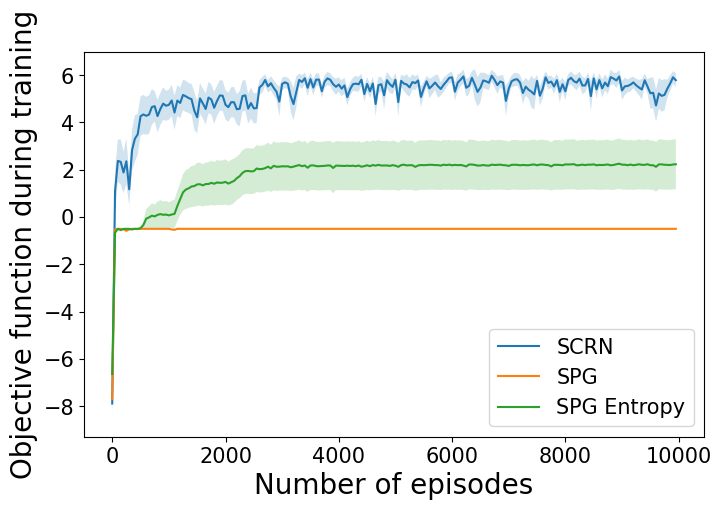 Objective function during training
6
4
2
0
−2
−4
−6
−8
SCRN
SPG
SPG Entropy
0 2000 4000 6000 8000 10000
Number of episodes